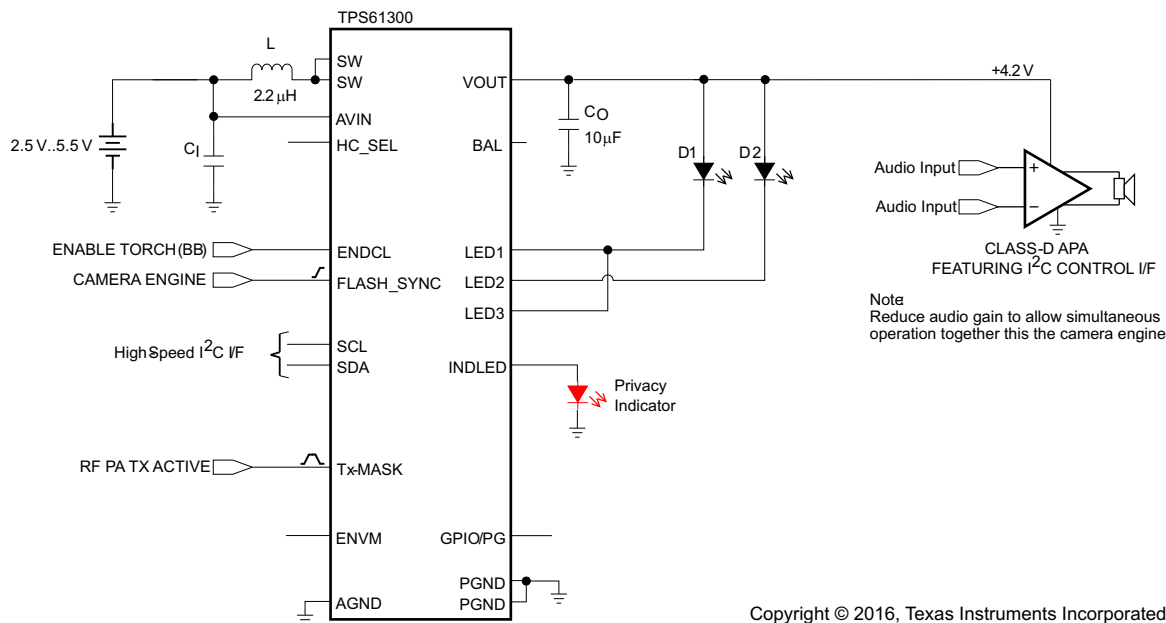 TPS61300
L
2.2 μH
SW
SW
AVIN
HC_SEL
2.5 V..5.5 V
CI
VOUT
BAL
CO
10μF
D1
D2
+4.2 V
Audio Input
Audio Input
+
−
CLASS-D APA
FEATURING I2C CONTROL I/F
Note:
Reduce audio gain to allow simultaneous
operation together this the camera engine
ENABLE TORCH (BB)
ENDCL
CAMERA ENGINE
FLASH_SYNC
LED1
LED2
LED3
High-Speed I2C I/F
SCL
SDA
INDLED
Privacy
Indicator
RF PA TX ACTIVE
Tx-MASK
ENVM
GPIO/PG
AGND
PGND
PGND
Copyright © 2016, Texas Instruments Incorporated